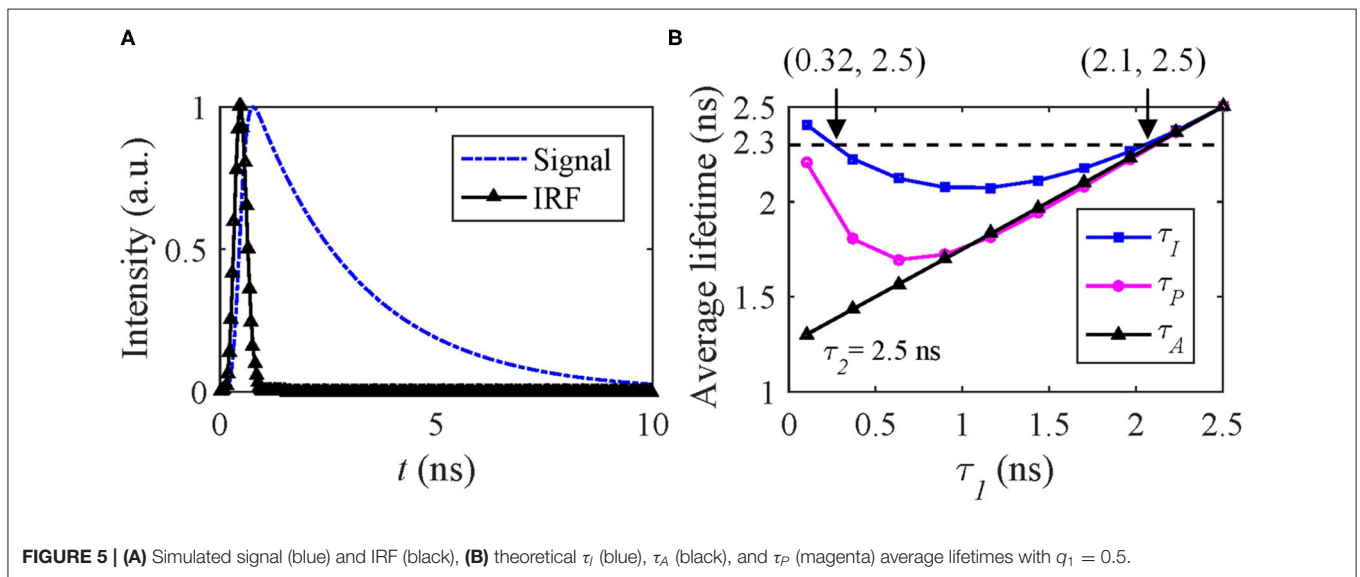 A
B
(0.32, 2.5)
(2.1, 2.5)
Intensity (a.u.)
1
0.5
0
0
5
10
t (ns)
Signal
IRF
Average lifetime (ns)
2.5
2.3
2
1.5
1
0
0.5
1
1.5
2
2.5
τ1 (ns)
τI
τP
τA
τ2= 2.5 ns
FIGURE 5 | (A) Simulated signal (blue) and IRF (black), (B) theoretical τI (blue), τA (black), and τP (magenta) average lifetimes with q1 = 0.5.